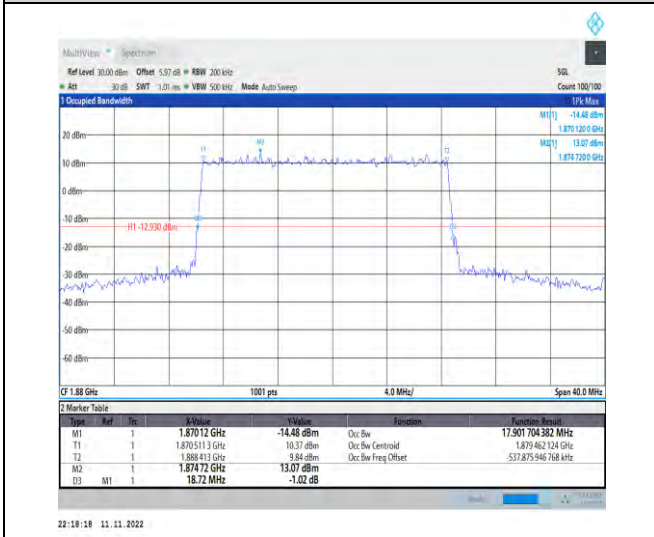 MultiView Spectrum
Ref Level 30.00 dBm Offset 5.97 dB RBW 200 kHz SGL
Att 30 dB SWT 1.01 ms VBW 500 kHz Mode Auto Sweep Count 100/100
1 Occupied Bandwidth 1Pk Max
M1[1] -14.48 dBm
1.870 120 0 GHz
M2[1] 13.07 dBm
1.874 720 0 GHz
20 dBm
T1 M2 T2
10 dBm
0 dBm
-10 dBm
H1 -12.930 dBm
-20 dBm
-30 dBm
-40 dBm
-50 dBm
-60 dBm
CF 1.88 GHz 1001 pts 4.0 MHz/ Span 40.0 MHz
2 Marker Table
Type Ref Trc X-Value Y-Value Function Function Result
M1 1 1.87012 GHz -14.48 dBm Occ Bw 17.901 704 382 MHz
T1 1 1.870 511 3 GHz 10.37 dBm Occ Bw Centroid 1.879 462 124 GHz
T2 1 1.888 413 GHz 9.84 dBm Occ Bw Freq Offset -537.875 946 768 kHz
M2 1 1.874 72 GHz 13.07 dBm
D3 M1 1 18.72 MHz -1.02 dB
22:18:18 11.11.2022